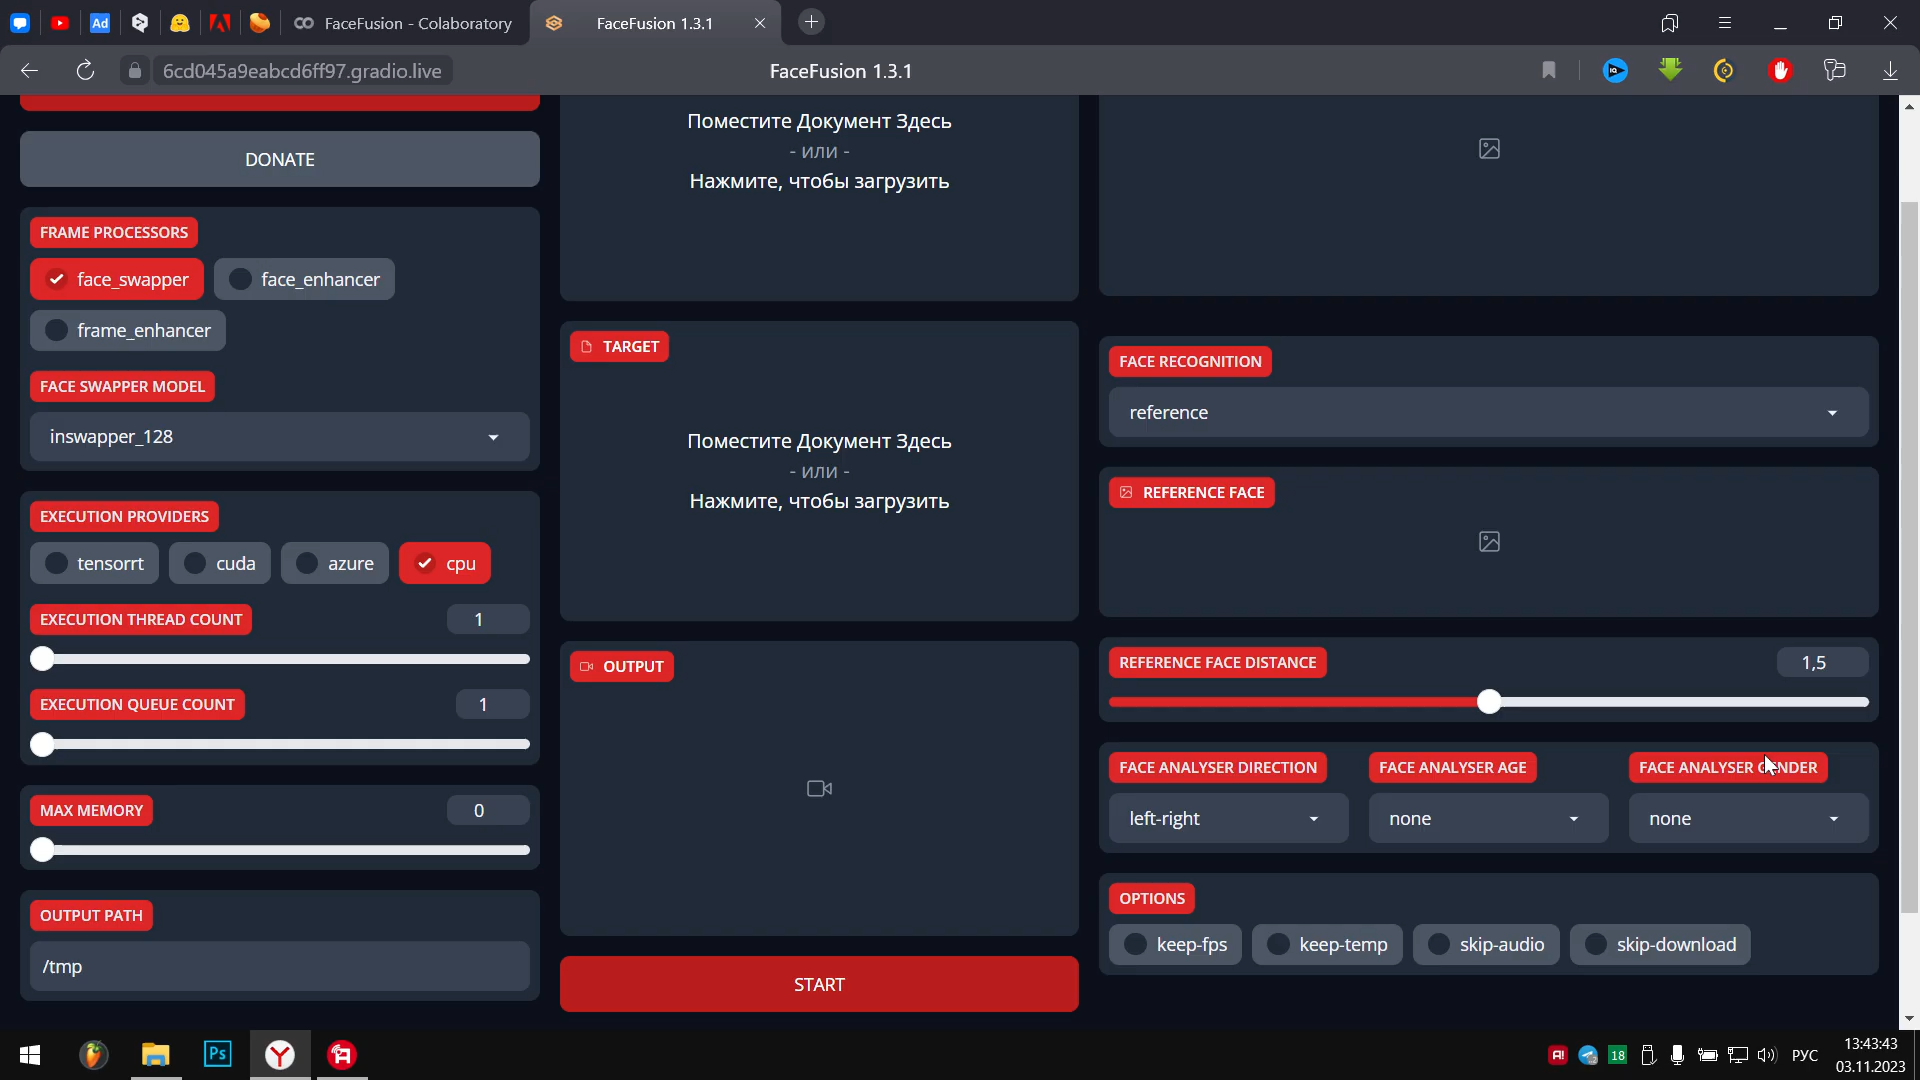 Ad
FaceFusion - Colaboratory
FaceFusion 1.3.1
6cd045a9eabcd6ff97.gradio.live
FaceFusion 1.3.1
DONATE
FRAME PROCESSORS
face_swapper
face_enhancer
frame_enhancer
FACE SWAPPER MODEL
inswapper_128
EXECUTION PROVIDERS
tensorrt
cuda
azure
cpu
EXECUTION THREAD COUNT
1
EXECUTION QUEUE COUNT
1
MAX MEMORY
0
OUTPUT PATH
/tmp
Поместите Документ Здесь
- или -
Нажмите, чтобы загрузить
TARGET
Поместите Документ Здесь
- или -
Нажмите, чтобы загрузить
OUTPUT
START
FACE RECOGNITION
reference
REFERENCE FACE
REFERENCE FACE DISTANCE
1,5
FACE ANALYSER DIRECTION
left-right
FACE ANALYSER AGE
none
FACE ANALYSER GENDER
none
OPTIONS
keep-fps
keep-temp
skip-audio
skip-download
Ps
18
РУС
13:43:43
03.11.2023